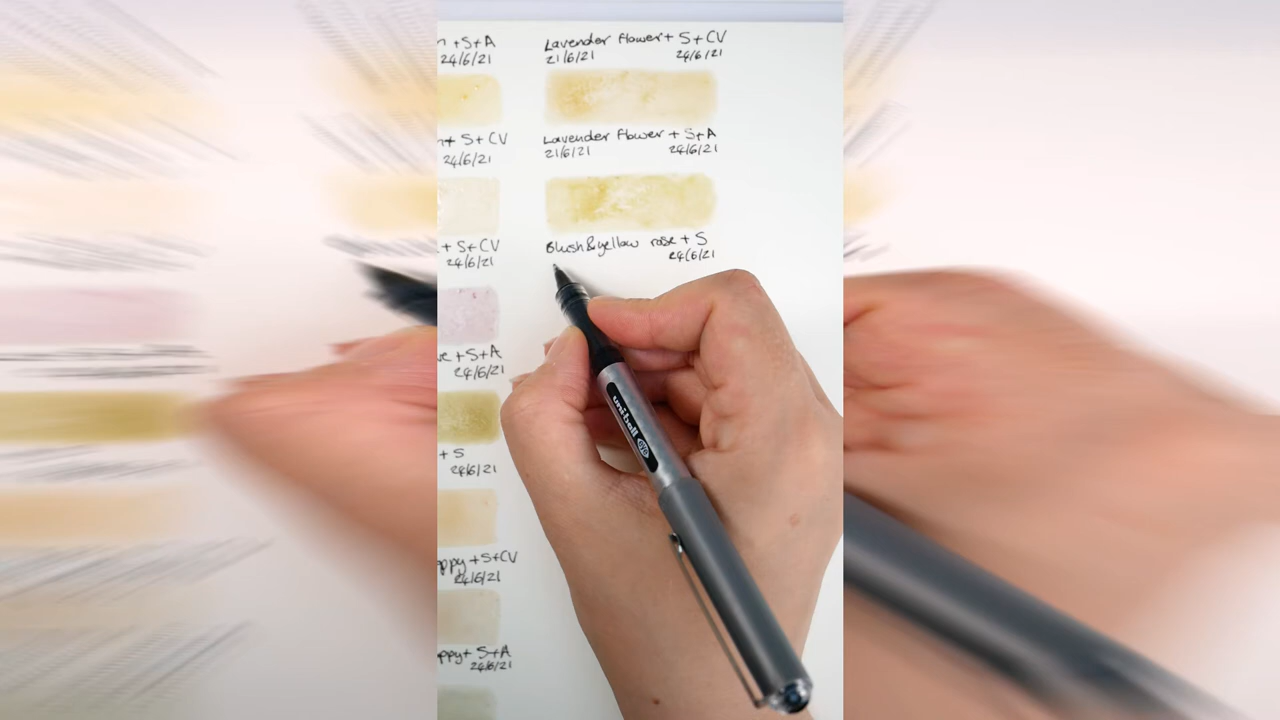 +S+A
24/6/21
+ S+CV
24/6/21
+ S+CV
24/6/21
+S+A
24/6/21
+ S
24/6/21
+S+CV
24/6/21
+ S+A
24/6/21
Lavender flower + S+CV
21/6/21 24/6/21
Lavender flower + S+A
21/6/21 24/6/21
Blush&yellow rose + S
24/6/21
uni-ball eye